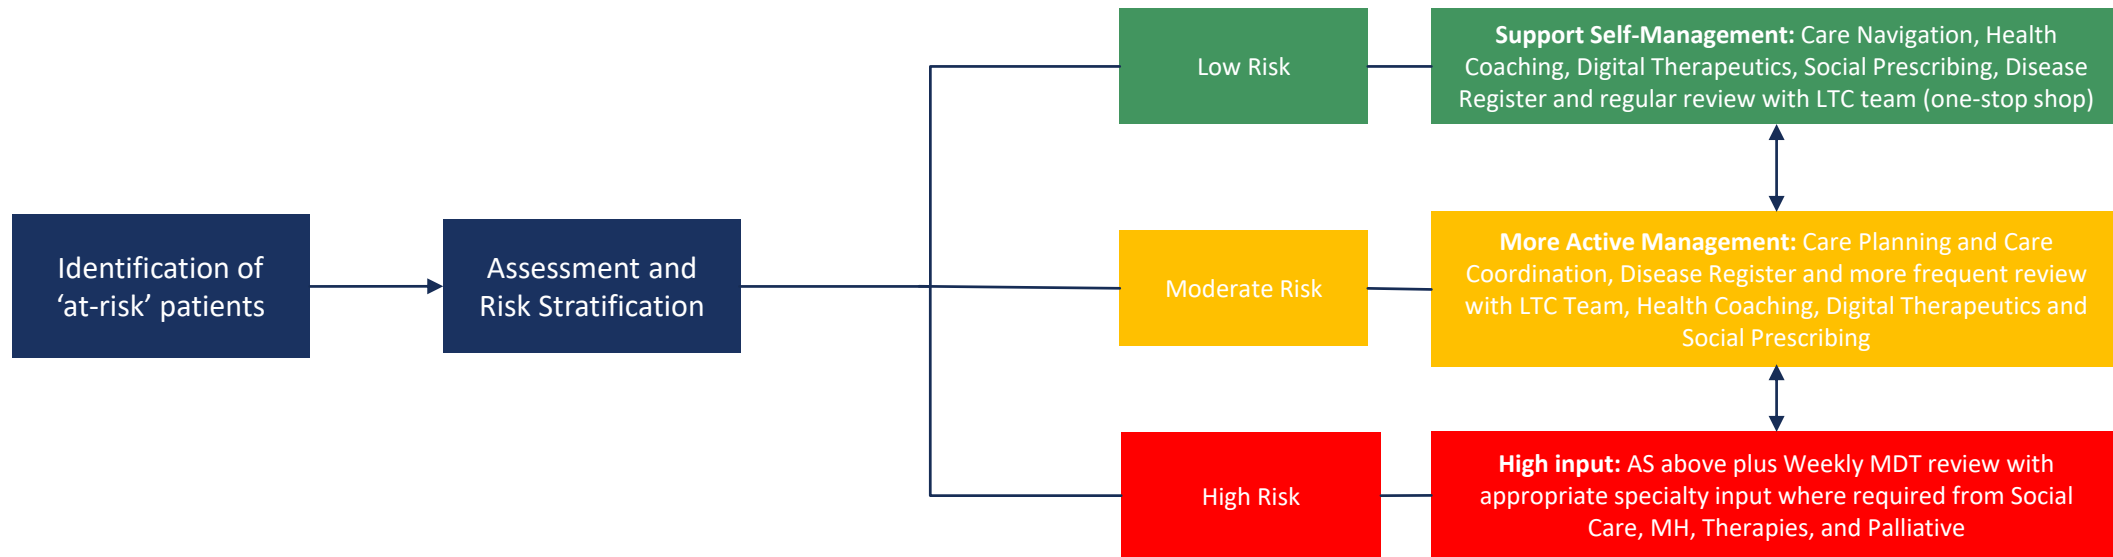 Identification of
‘at-risk’ patients
Assessment and
Risk Stratification
Low Risk
Support Self-Management: Care Navigation, Health
Coaching, Digital Therapeutics, Social Prescribing, Disease
Register and regular review with LTC team (one-stop shop)
Moderate Risk
More Active Management: Care Planning and Care
Coordination, Disease Register and more frequent review
with LTC Team, Health Coaching, Digital Therapeutics and
Social Prescribing
High Risk
High input: AS above plus Weekly MDT review with
appropriate specialty input where required from Social
Care, MH, Therapies, and Palliative